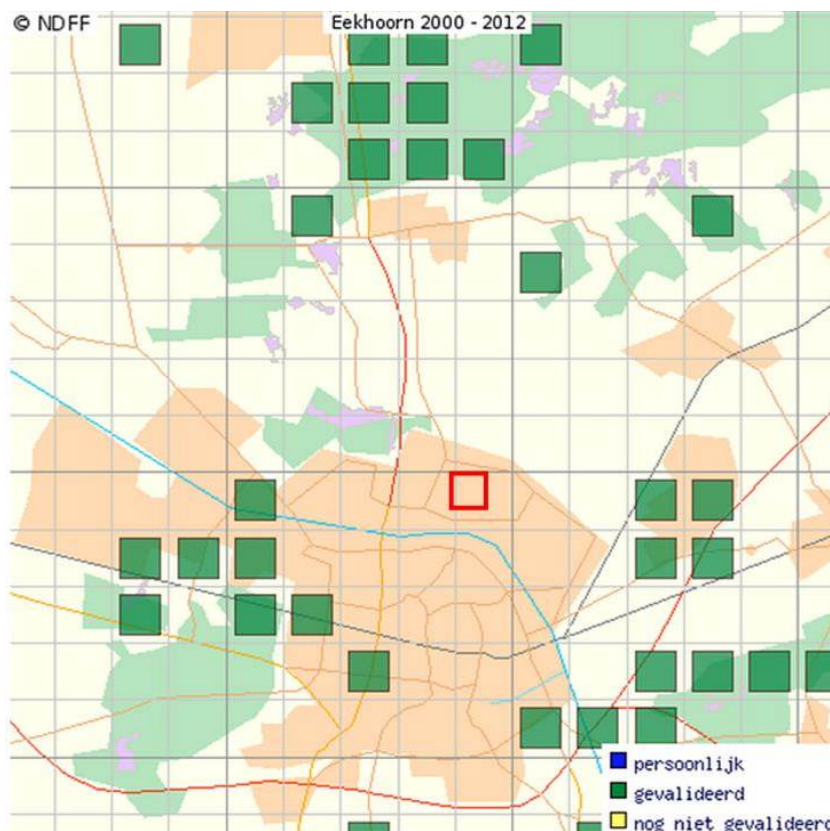 © NDFF
Eekhoorn 2000 - 2012
persoonlijk
gevalideerd
nog niet gevalideerd